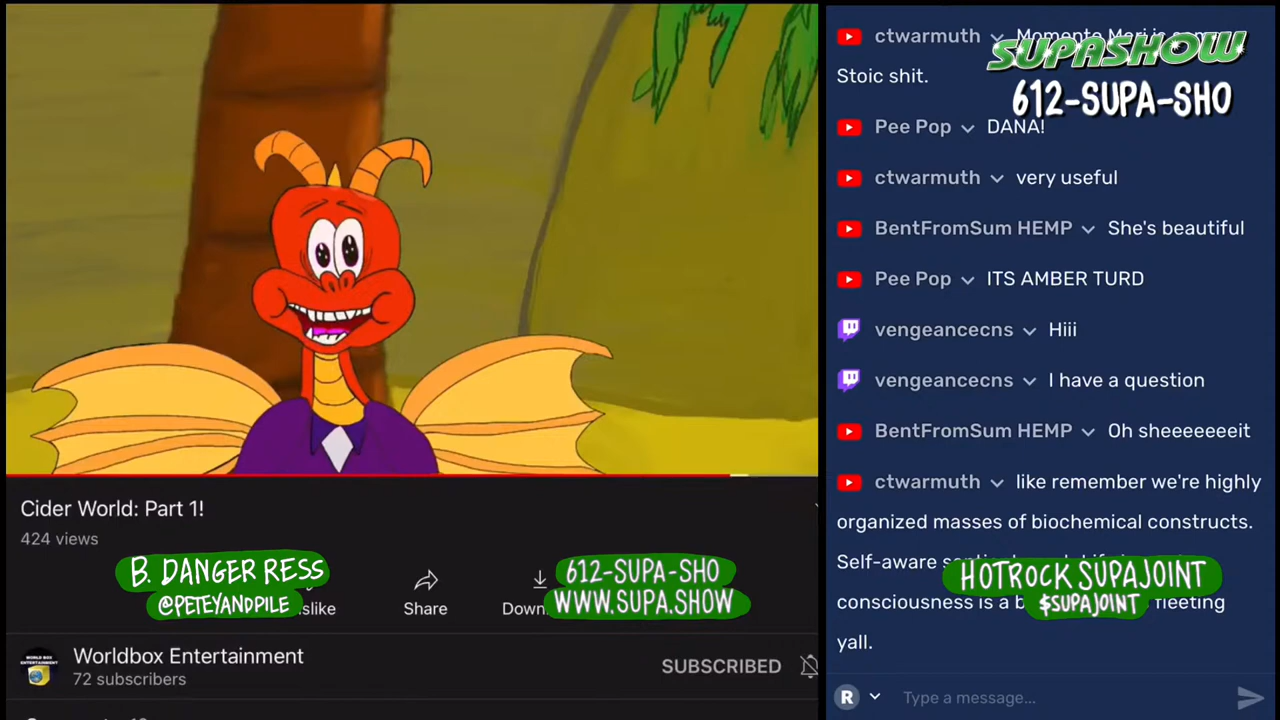 Cider World: Part 1!
424 views
B. DANGER RESS
@PETEYANDPILE
Share
612-SUPA-SHO
WWW.SUPA.SHOW
Worldbox Entertainment
72 subscribers
SUBSCRIBED
SUPASHOW
612-SUPA-SHO
ctwarmuth Momento Mori is
Stoic shit.
Pee Pop DANA!
ctwarmuth very useful
BentFromSum HEMP She's beautiful
Pee Pop ITS AMBER TURD
vengeancecns Hiii
vengeancecns I have a question
BentFromSum HEMP Oh sheeeeeeeit
ctwarmuth like remember we're highly
organized masses of biochemical constructs.
Self-aware
consciousness is a
fleeting
yall.
HOTROCK SUPAJOINT
$SUPAJOINT
R
Type a message...